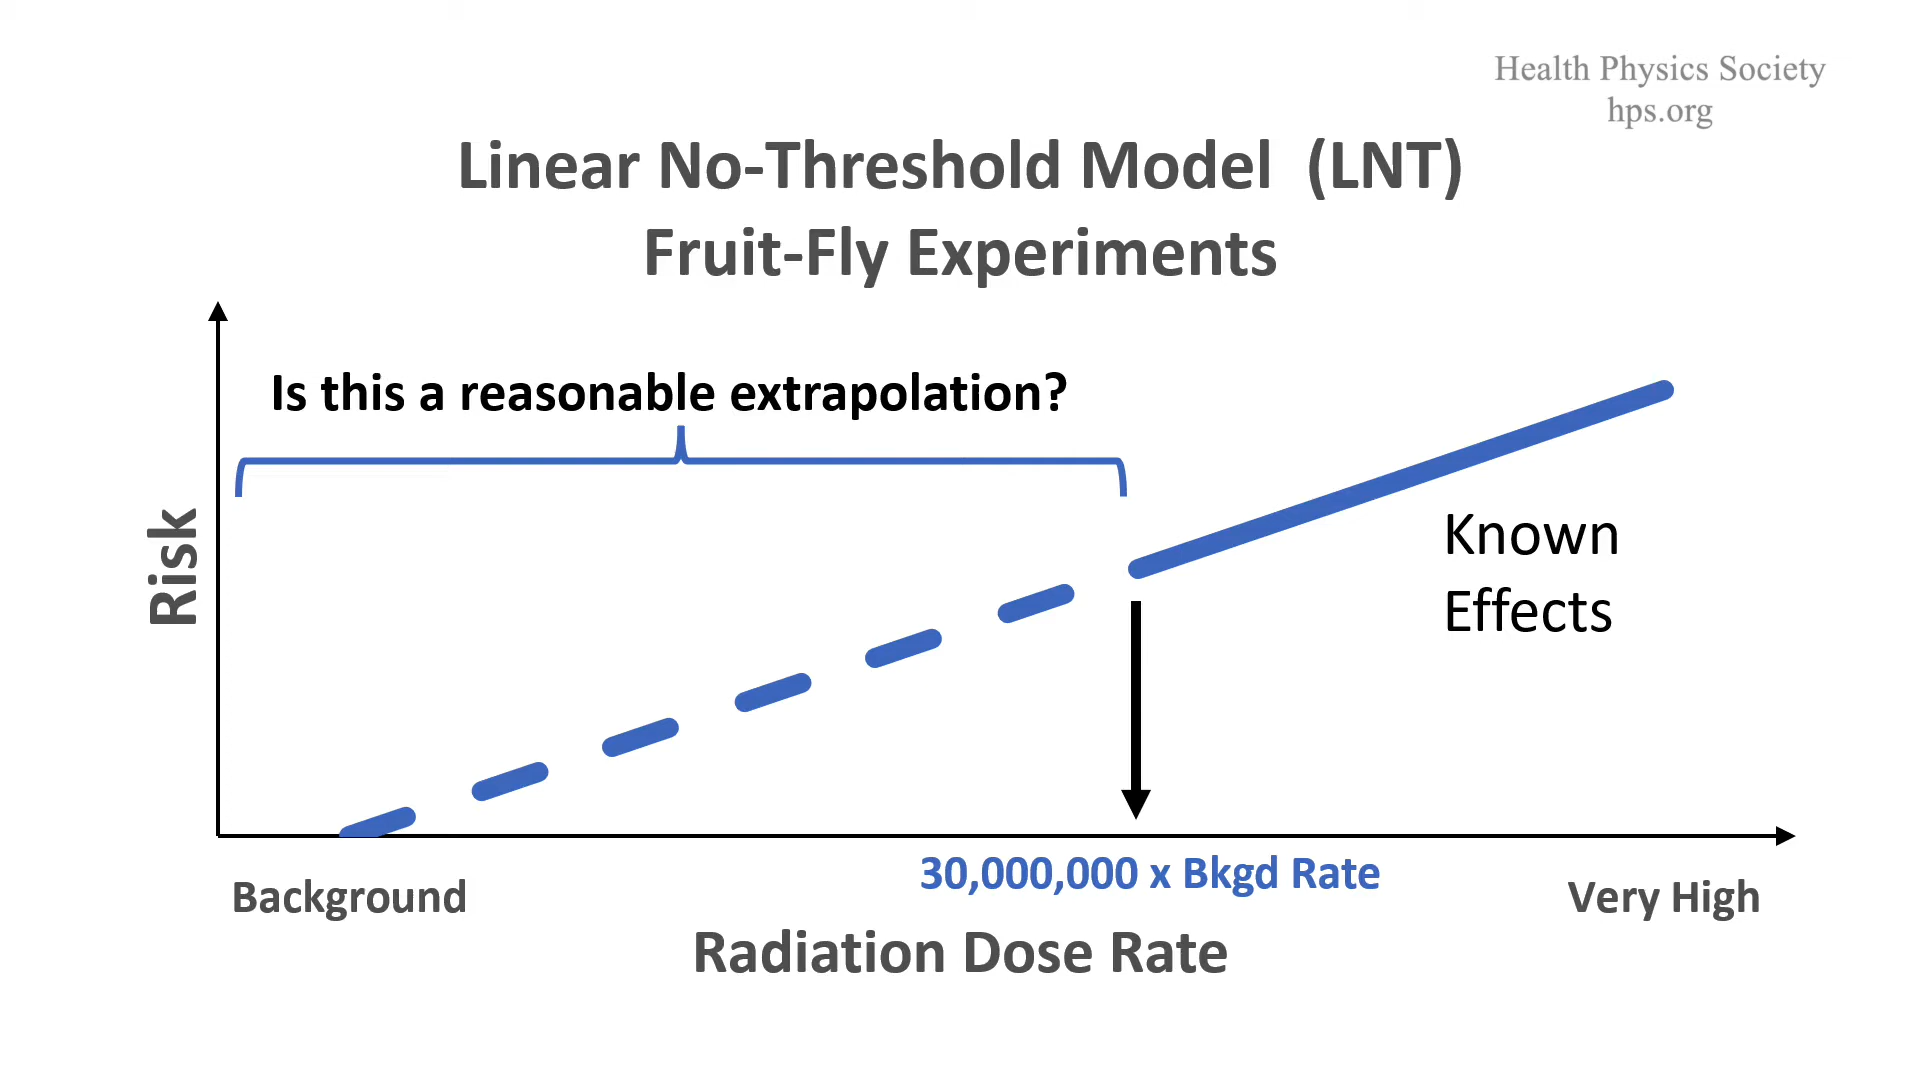 Health Physics Society
hps.org
Linear No-Threshold Model (LNT)
Fruit-Fly Experiments
Is this a reasonable extrapolation?
Risk
Known
Effects
30,000,000 x Bkgd Rate
Background
Very High
Radiation Dose Rate